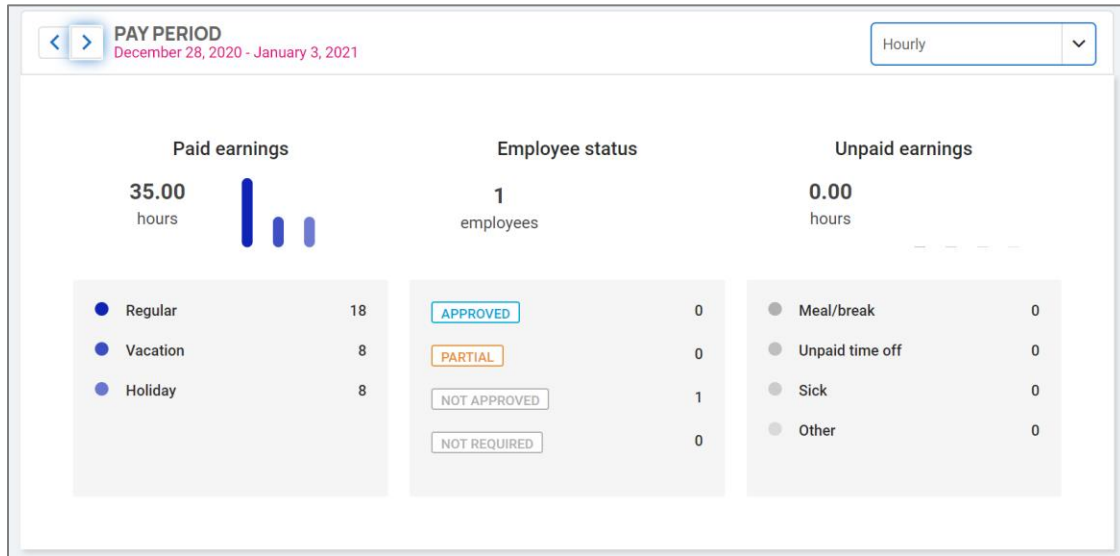 PAY PERIOD
December 28, 2020 - January 3, 2021
Hourly
Paid earnings
35.00
hours
Regular 18
Vacation 8
Holiday 8
Employee status
1
employees
APPROVED 0
PARTIAL 0
NOT APPROVED 1
NOT REQUIRED 0
Unpaid earnings
0.00
hours
Meal/break 0
Unpaid time off 0
Sick 0
Other 0